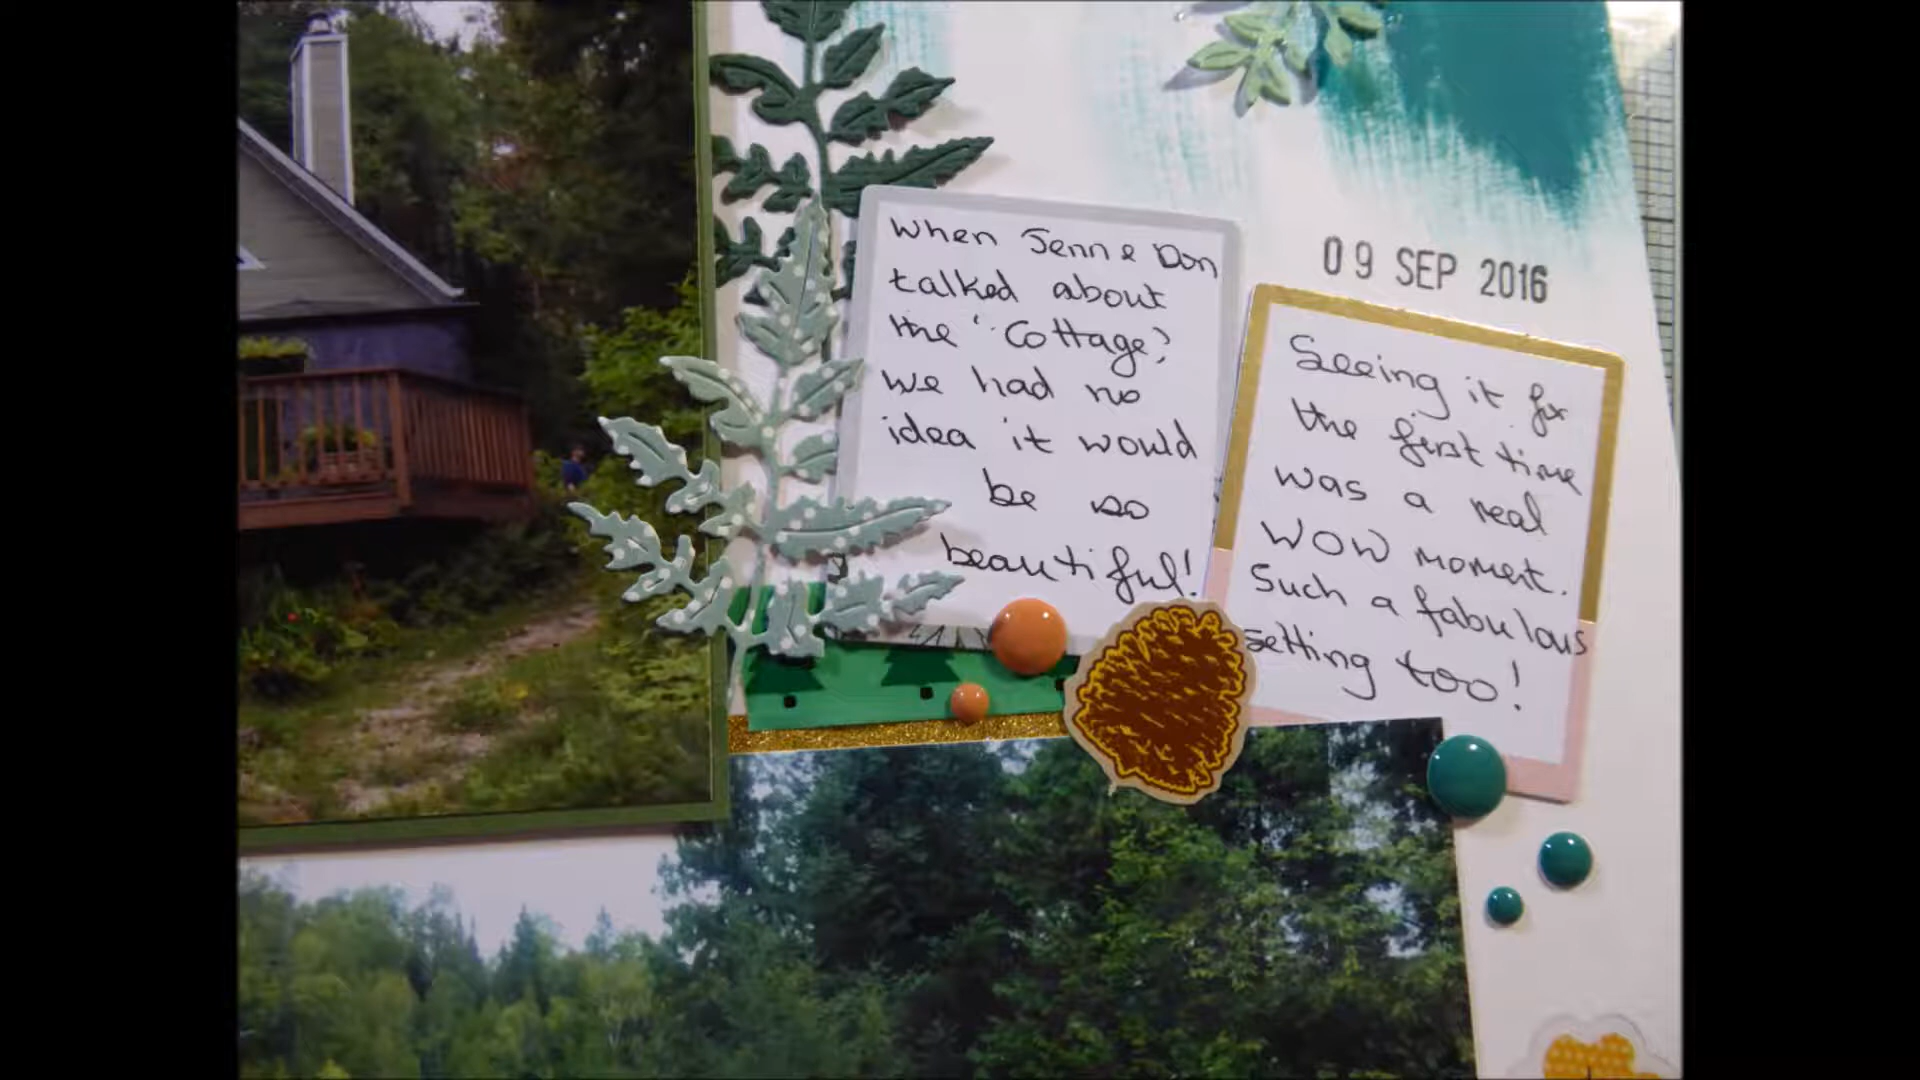 When Jenn & Don
talked about
the "Cottage"
we had no
idea it would
be so
beautiful!
09 SEP 2016
Seeing it for
the first time
was a real
WOW moment.
Such a fabulous
setting too!